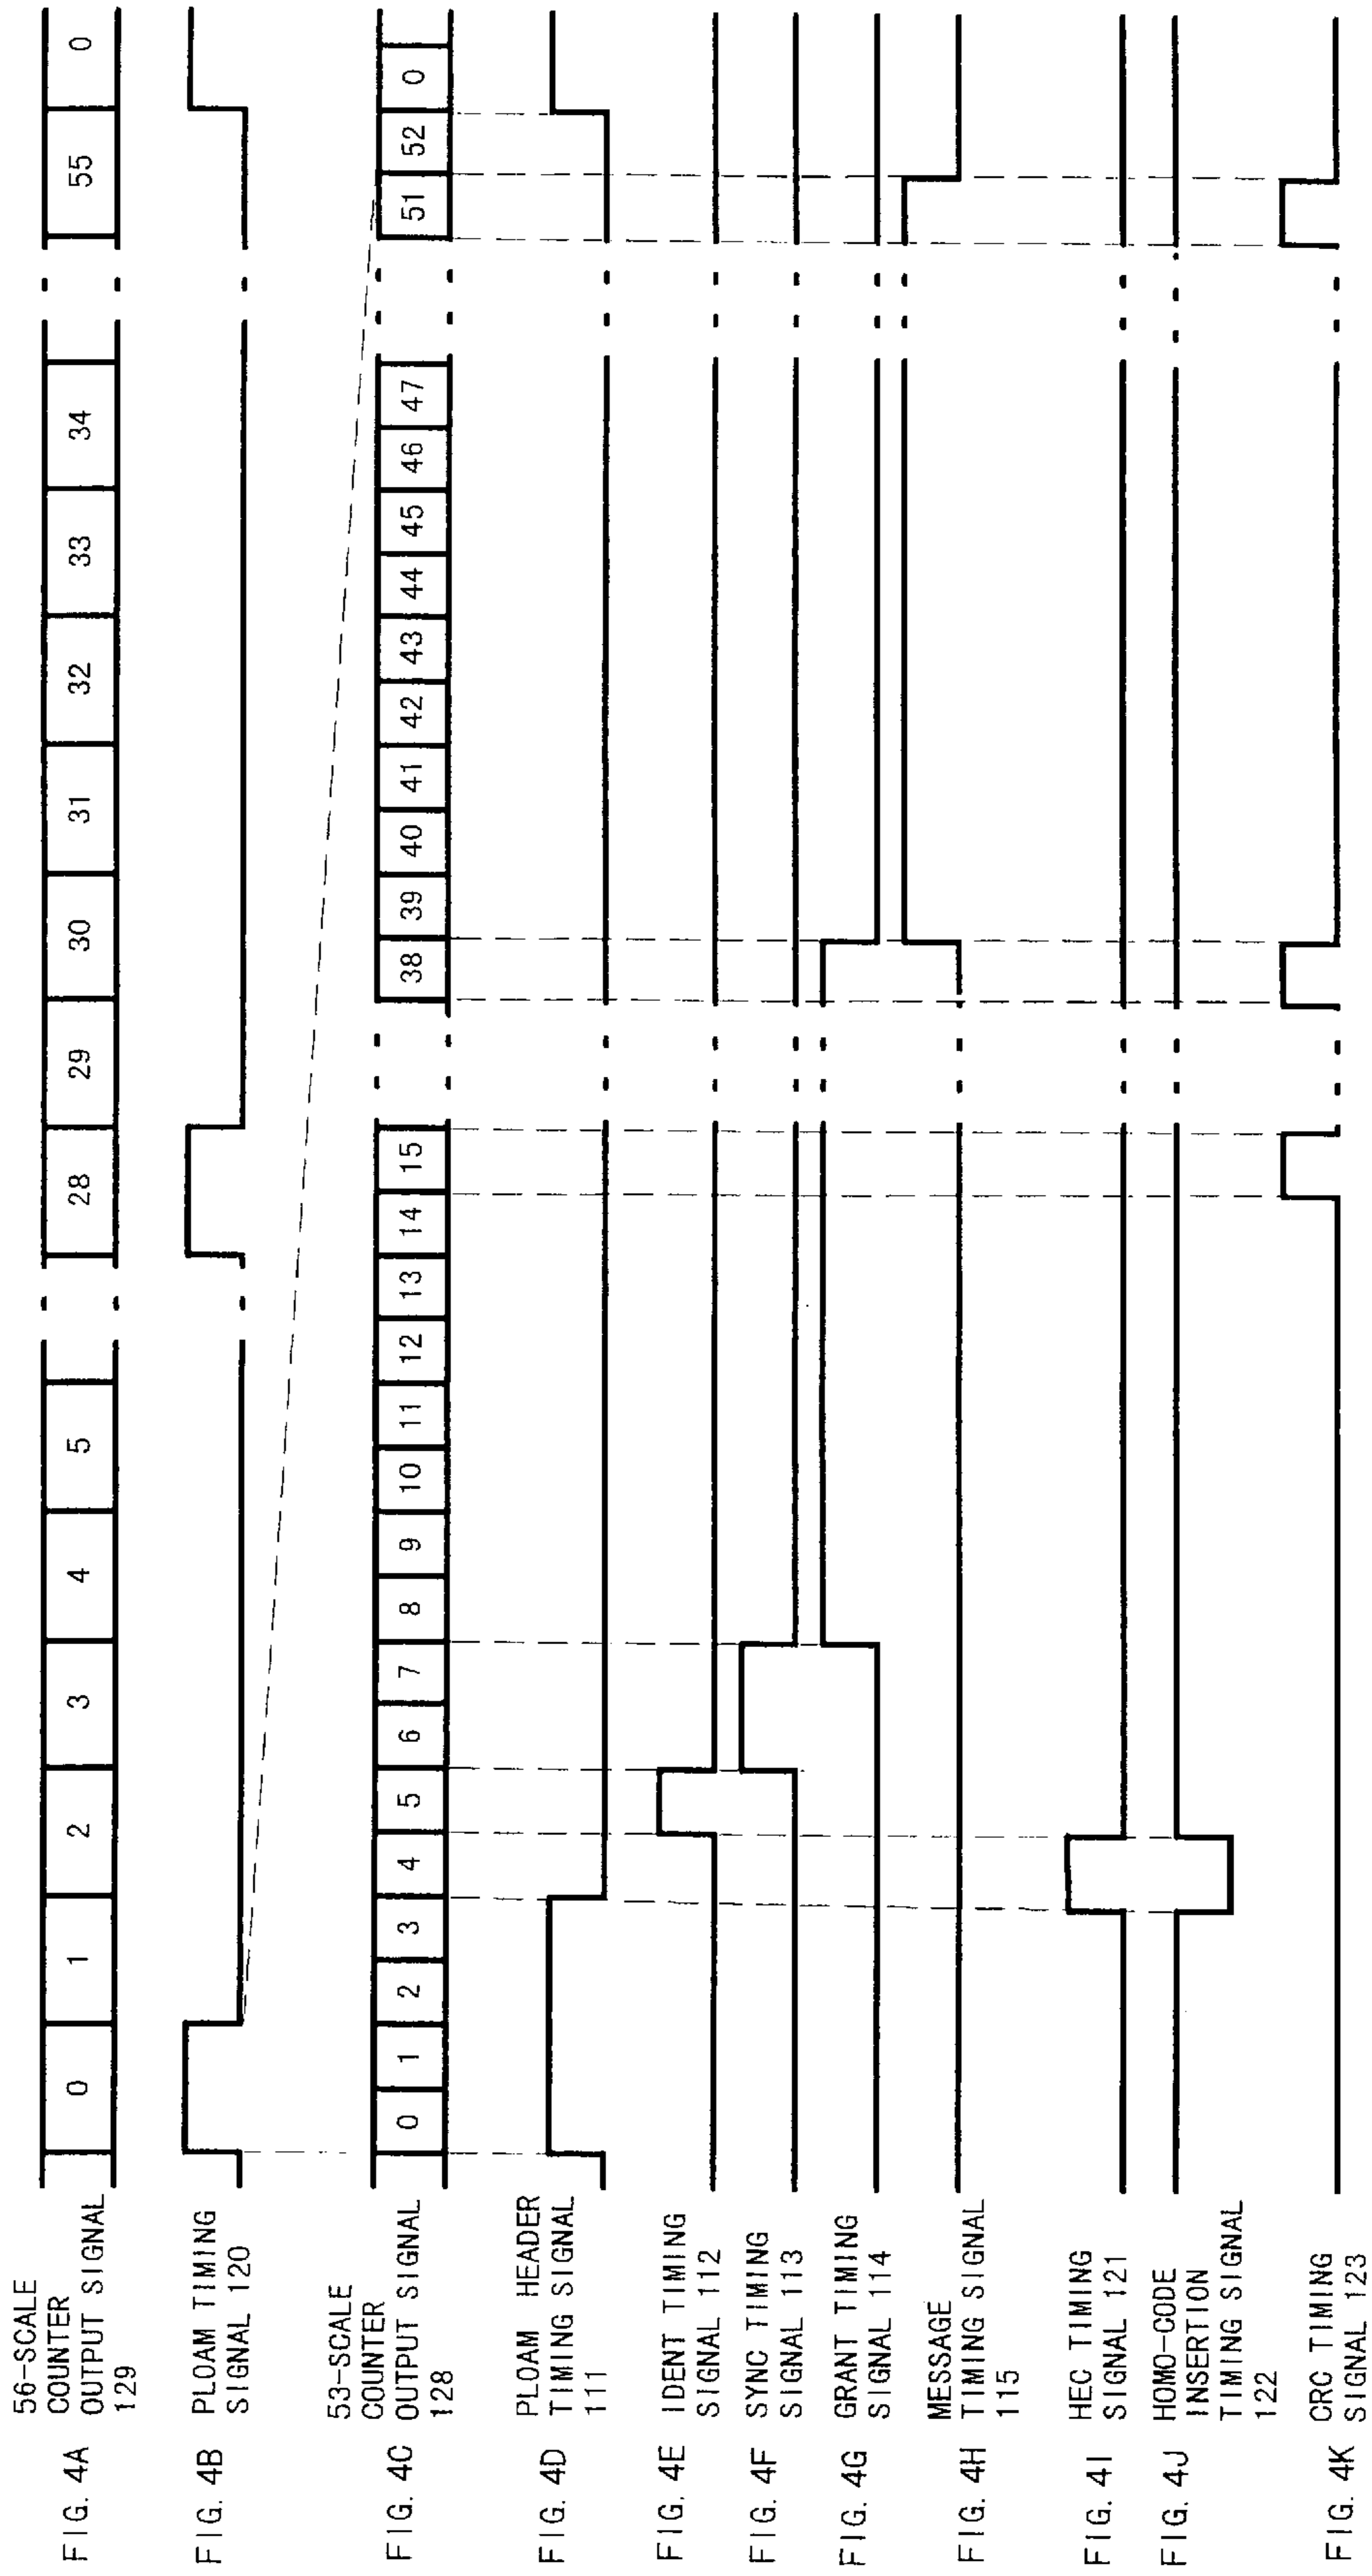 56-SCALE
COUNTER
OUTPUT SIGNAL
129
FIG. 4A
0 1 2 3 4 5 28 29 30 31 32 33 34 55 0
PLOAM TIMING
SIGNAL 120
FIG. 4B
53-SCALE
COUNTER
OUTPUT SIGNAL
128
FIG. 4C
0 1 2 3 4 5 6 7 8 9 10 11 12 13 14 15 38 39 40 41 42 43 44 45 46 47 51 52 0
PLOAM HEADER
TIMING SIGNAL
111
FIG. 4D
IDENT TIMING
SIGNAL 112
FIG. 4E
SYNC TIMING
SIGNAL 113
FIG. 4F
GRANT TIMING
SIGNAL 114
FIG. 4G
MESSAGE
TIMING SIGNAL
115
FIG. 4H
HEC TIMING
SIGNAL 121
FIG. 4I
HOMO-CODE
INSERTION
TIMING SIGNAL
122
FIG. 4J
CRC TIMING
SIGNAL 123
FIG. 4K